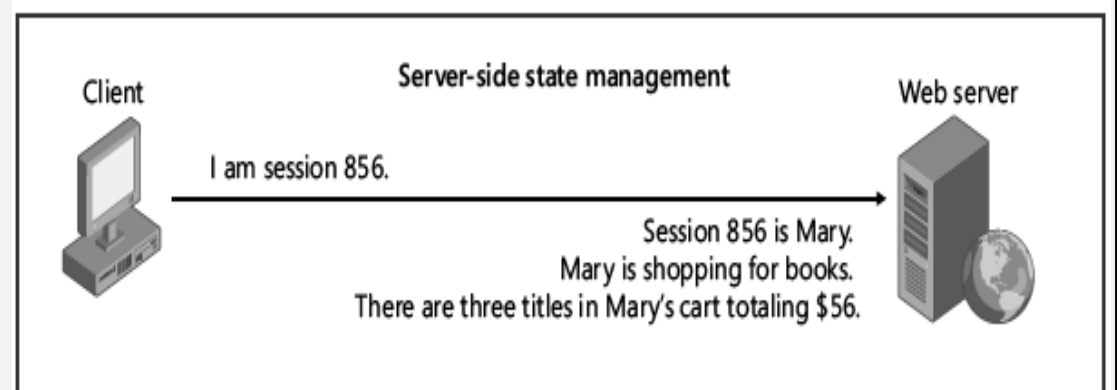 Server-side state management
Client
Web server
I am session 856.
Session 856 is Mary.
Mary is shopping for books.
There are three titles in Mary's cart totaling $56.